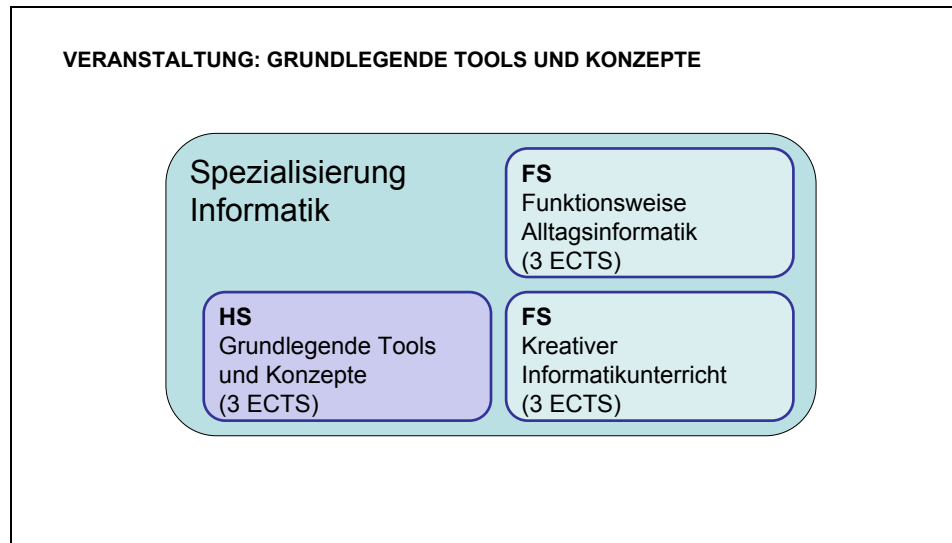 VERANSTALTUNG: GRUNDLEGENDE TOOLS UND KONZEPTE
Spezialisierung
Informatik
FS
Funktionsweise
Alltagsinformatik
(3 ECTS)
HS
Grundlegende Tools
und Konzepte
(3 ECTS)
FS
Kreativer
Informatikunterricht
(3 ECTS)